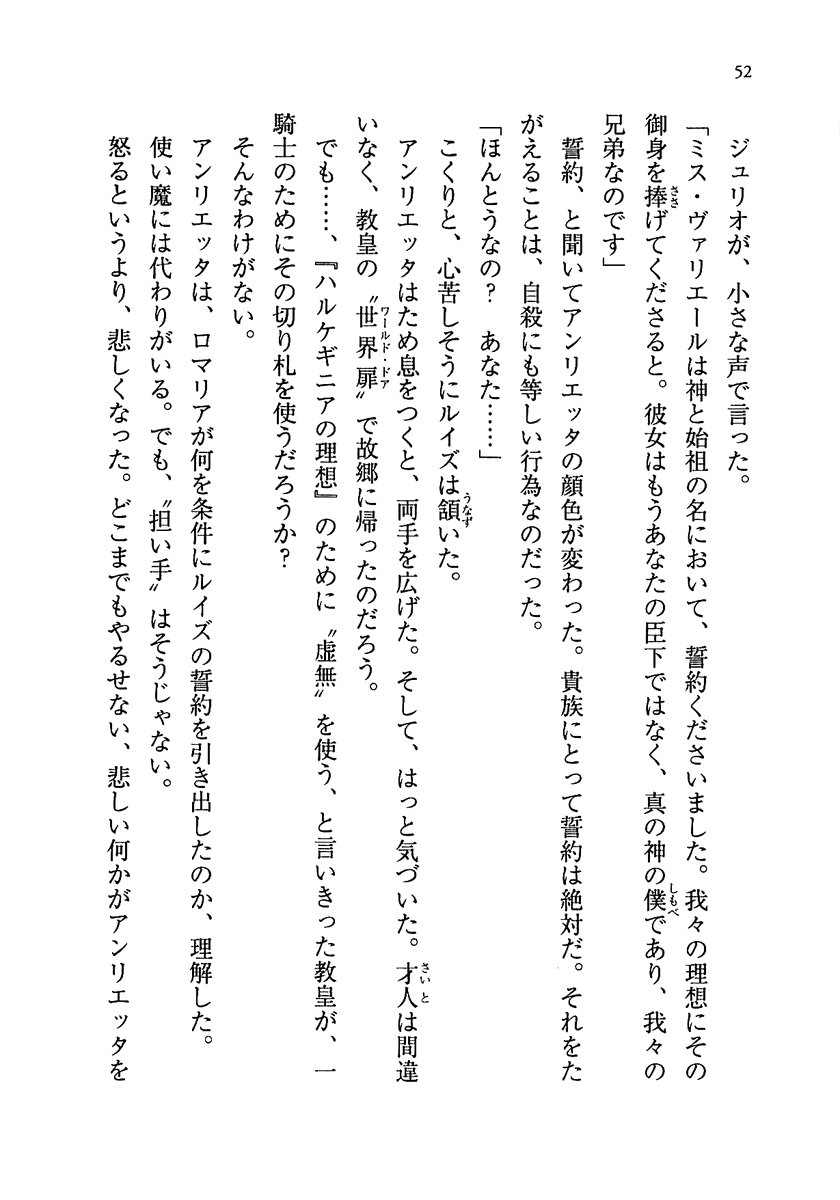 52
ジュリオが、小さな声で言った。
「ミス・ヴァリエールは神と始祖の名において、誓約くださいました。我々の理想にその
御身を捧げてくださると。彼女はもうあなたの臣下ではなく、真の神の僕であり、我々の
兄弟なのです」
誓約、と聞いてアンリエッタの顔色が変わった。貴族にとって誓約は絶対だ。それをた
がえることは、自殺にも等しい行為なのだった。
「ほんとうなの?　あなた……」
こくりと、心苦しそうにルイズは頷いた。
アンリエッタはため息をつくと、両手を広げた。そして、はっと気づいた。才人は間違
いなく、教皇の〝世界扉〟で故郷に帰ったのだろう。
でも……、『ハルケギニアの理想』のために〝虚無〟を使う、と言いきった教皇が、一
騎士のためにその切り札を使うだろうか?
そんなわけがない。
アンリエッタは、ロマリアが何を条件にルイズの誓約を引き出したのか、理解した。
使い魔には代わりがいる。でも、〝担い手〟はそうじゃない。
怒るというより、悲しくなった。どこまでもやるせない、悲しい何かがアンリエッタを